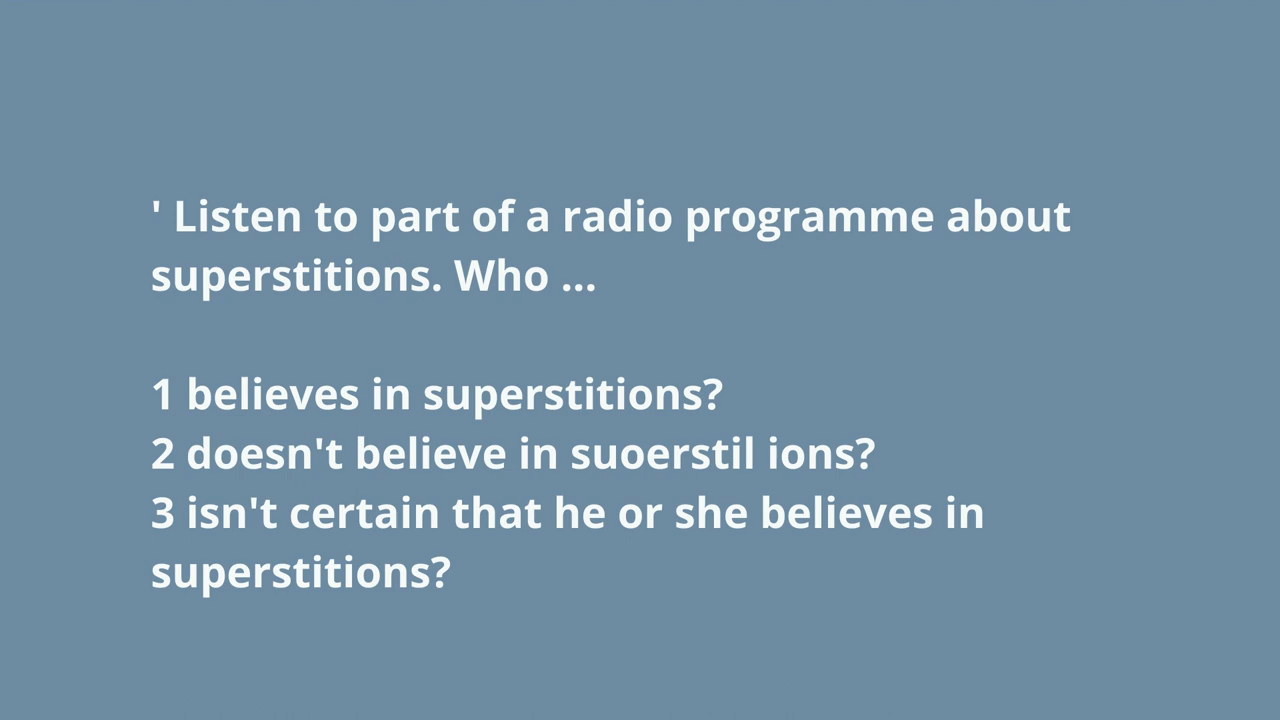 ' Listen to part of a radio programme about
superstitions. Who ...
1 believes in superstitions?
2 doesn't believe in suoerstil ions?
3 isn't certain that he or she believes in
superstitions?